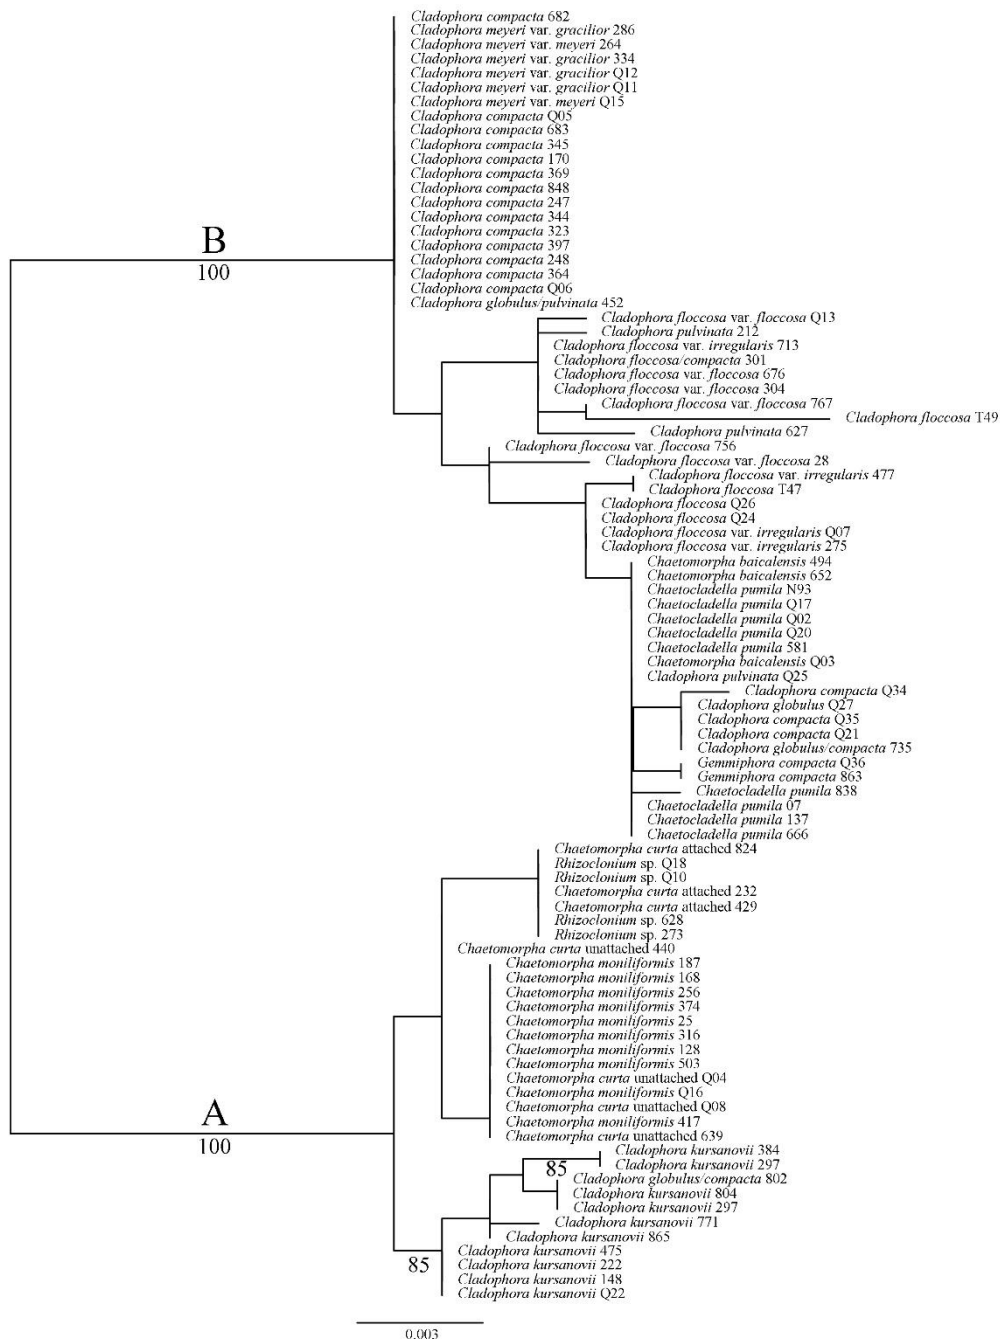 Cladophora compacta 682
Cladophora meyeri var. gracilior 286
Cladophora meyeri var. meyeri 264
Cladophora meyeri var. gracilior 334
Cladophora meyeri var. gracilior Q12
Cladophora meyeri var. gracilior Q11
Cladophora meyeri var. meyeri Q15
Cladophora compacta Q05
Cladophora compacta 683
Cladophora compacta 345
Cladophora compacta 170
Cladophora compacta 369
Cladophora compacta 848
Cladophora compacta 247
Cladophora compacta 344
Cladophora compacta 323
B
Cladophora compacta 397
Cladophora compacta 248
100
Cladophora compacta 364
Cladophora compacta Q06
Cladophora globulus/pulvinata 452
Cladophora floccosa var. floccosa Q13
Cladophora pulvinata 212
Cladophora floccosa var. irregularis 713
Cladophora floccosa/compacta 301
Cladophora floccosa var. floccosa 676
Cladophora floccosa var. floccosa 304
Cladophora floccosa var. floccosa 767
Cladophora floccosa T49
Cladophora pulvinata 627
Cladophora floccosa var. floccosa 756
Cladophora floccosa var. floccosa 28
Cladophora floccosa var. irregularis 477
Cladophora floccosa T47
Cladophora floccosa Q26
Cladophora floccosa Q24
Cladophora floccosa var. irregularis Q07
Cladophora floccosa var. irregularis 275
Chaetomorpha baicalensis 494
Chaetomorpha baicalensis 652
Chaetocladella pumila N93
Chaetocladella pumila Q17
Chaetocladella pumila Q02
Chaetocladella pumila Q20
Chaetocladella pumila 581
Chaetomorpha baicalensis Q03
Cladophora pulvinata Q25
Cladophora compacta Q34
Cladophora globulus Q27
Cladophora compacta Q35
Cladophora compacta Q21
Cladophora globulus/compacta 735
Gemmiphora compacta Q36
Gemmiphora compacta 863
Chaetocladella pumila 838
Chaetocladella pumila 07
Chaetocladella pumila 137
Chaetocladella pumila 666
Chaetomorpha curta attached 824
Rhizoclonium sp. Q18
Rhizoclonium sp. Q10
Chaetomorpha curta attached 232
Chaetomorpha curta attached 429
Rhizoclonium sp. 628
Rhizoclonium sp. 273
Chaetomorpha curta unattached 440
Chaetomorpha moniliformis 187
Chaetomorpha moniliformis 168
Chaetomorpha moniliformis 256
Chaetomorpha moniliformis 374
Chaetomorpha moniliformis 25
Chaetomorpha moniliformis 316
Chaetomorpha moniliformis 128
Chaetomorpha moniliformis 503
Chaetomorpha curta unattached Q04
Chaetomorpha moniliformis Q16
Chaetomorpha curta unattached Q08
A
Chaetomorpha moniliformis 417
Chaetomorpha curta unattached 639
100
Cladophora kursanovii 384
Cladophora kursanovii 297
85
Cladophora globulus/compacta 802
Cladophora kursanovii 804
Cladophora kursanovii 297
Cladophora kursanovii 771
Cladophora kursanovii 865
Cladophora kursanovii 475
Cladophora kursanovii 222
85
Cladophora kursanovii 148
Cladophora kursanovii Q22
0.003